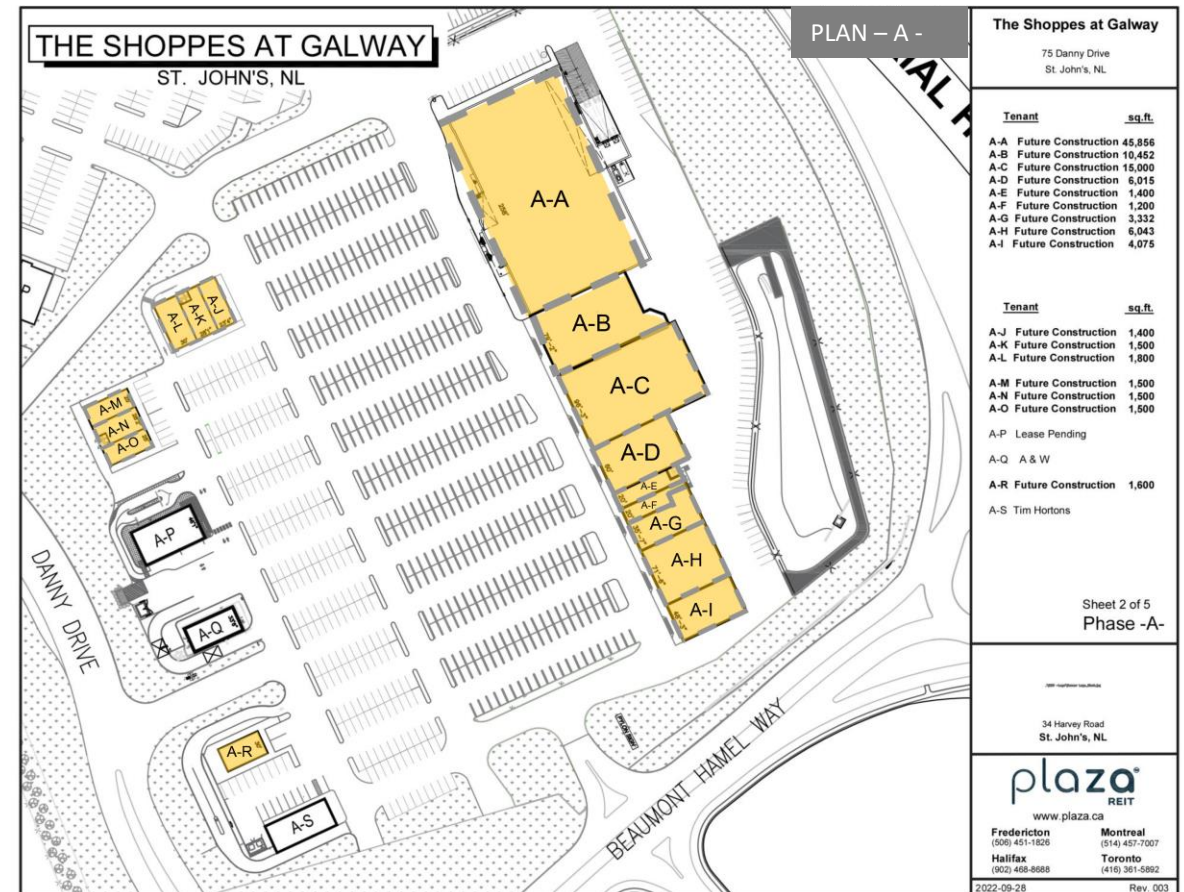 THE SHOPPES AT GALWAY
ST. JOHN'S, NL
PLAN – A -
A-A
A-B
A-C
A-D
A-E
A-F
A-G
A-H
A-I
A-J
A-K
A-L
A-M
A-N
A-O
A-P
A-Q
A-R
A-S
P
DANNY DRIVE
BEAUMONT HAMEL WAY
PYLON SIGN
The Shoppes at Galway
75 Danny Drive
St. John's, NL
Tenant sq.ft.
A-A Future Construction 45,856
A-B Future Construction 10,452
A-C Future Construction 15,000
A-D Future Construction 6,015
A-E Future Construction 1,400
A-F Future Construction 1,200
A-G Future Construction 3,332
A-H Future Construction 6,043
A-I Future Construction 4,075
Tenant sq.ft.
A-J Future Construction 1,400
A-K Future Construction 1,500
A-L Future Construction 1,800
A-M Future Construction 1,500
A-N Future Construction 1,500
A-O Future Construction 1,500
A-P Lease Pending
A-Q A & W
A-R Future Construction 1,600
A-S Tim Hortons
Sheet 2 of 5
Phase -A-
34 Harvey Road
St. John's, NL
plaza
REIT
www.plaza.ca
Fredericton Montreal
(506) 451-1826 (514) 457-7007
Halifax Toronto
(902) 468-8688 (416) 361-5892
2022-09-28 Rev. 003